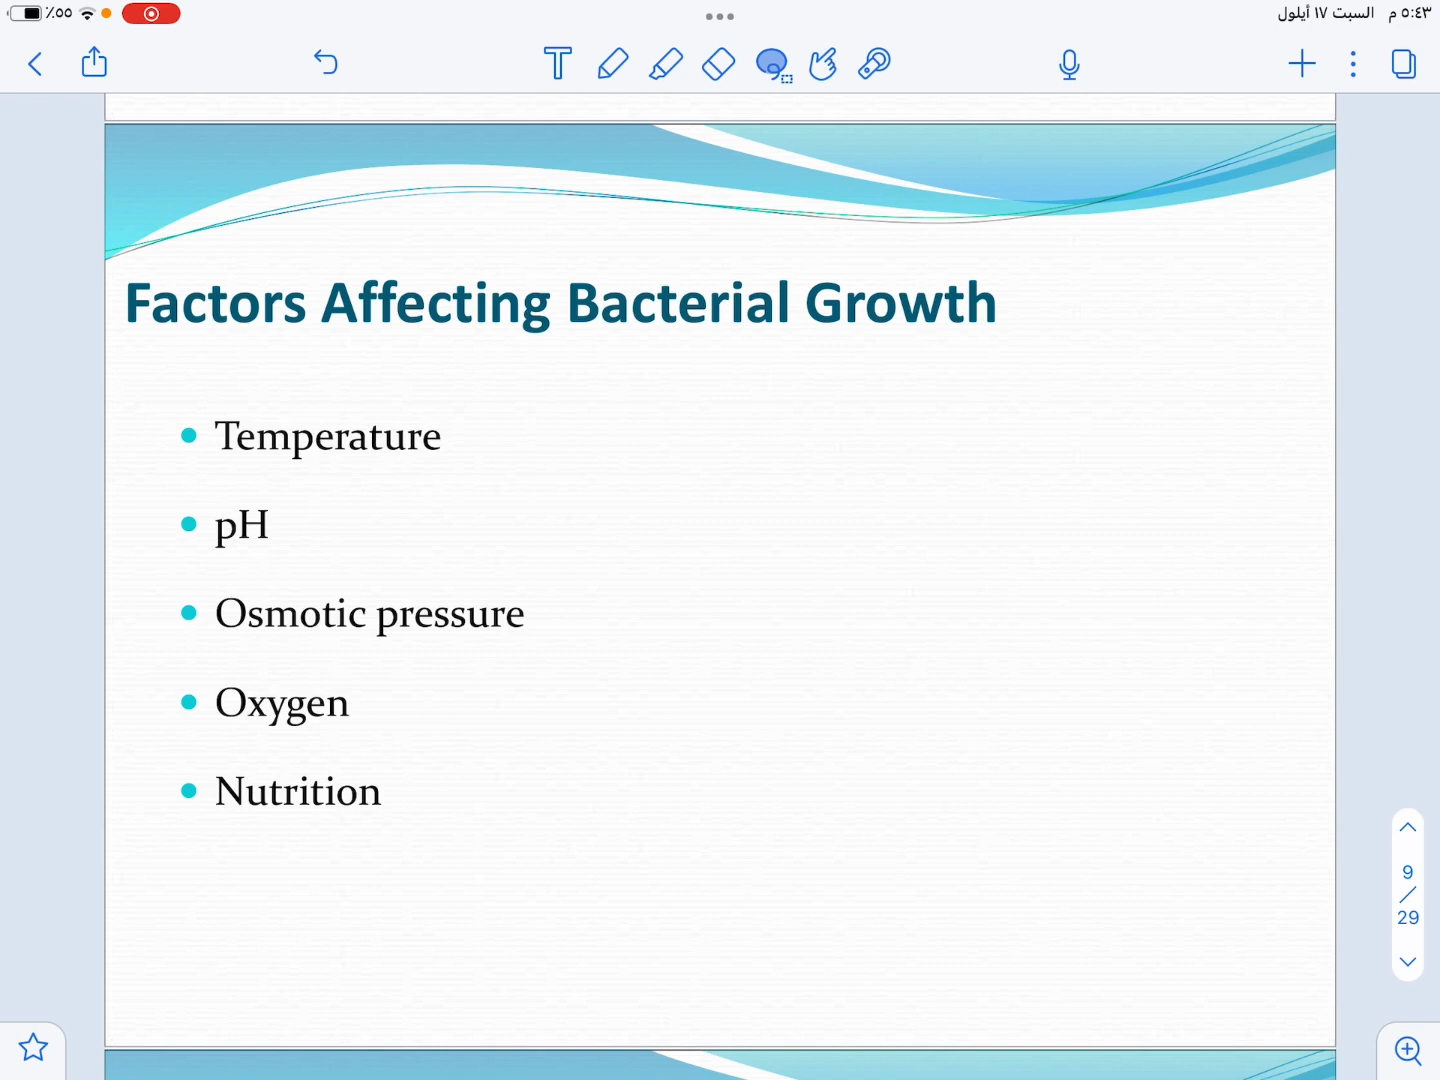 ٪٥٥
٥:٤٣ م السبت ١٧ أيلول
Factors Affecting Bacterial Growth
• Temperature
• pH
• Osmotic pressure
• Oxygen
• Nutrition
9
/
29